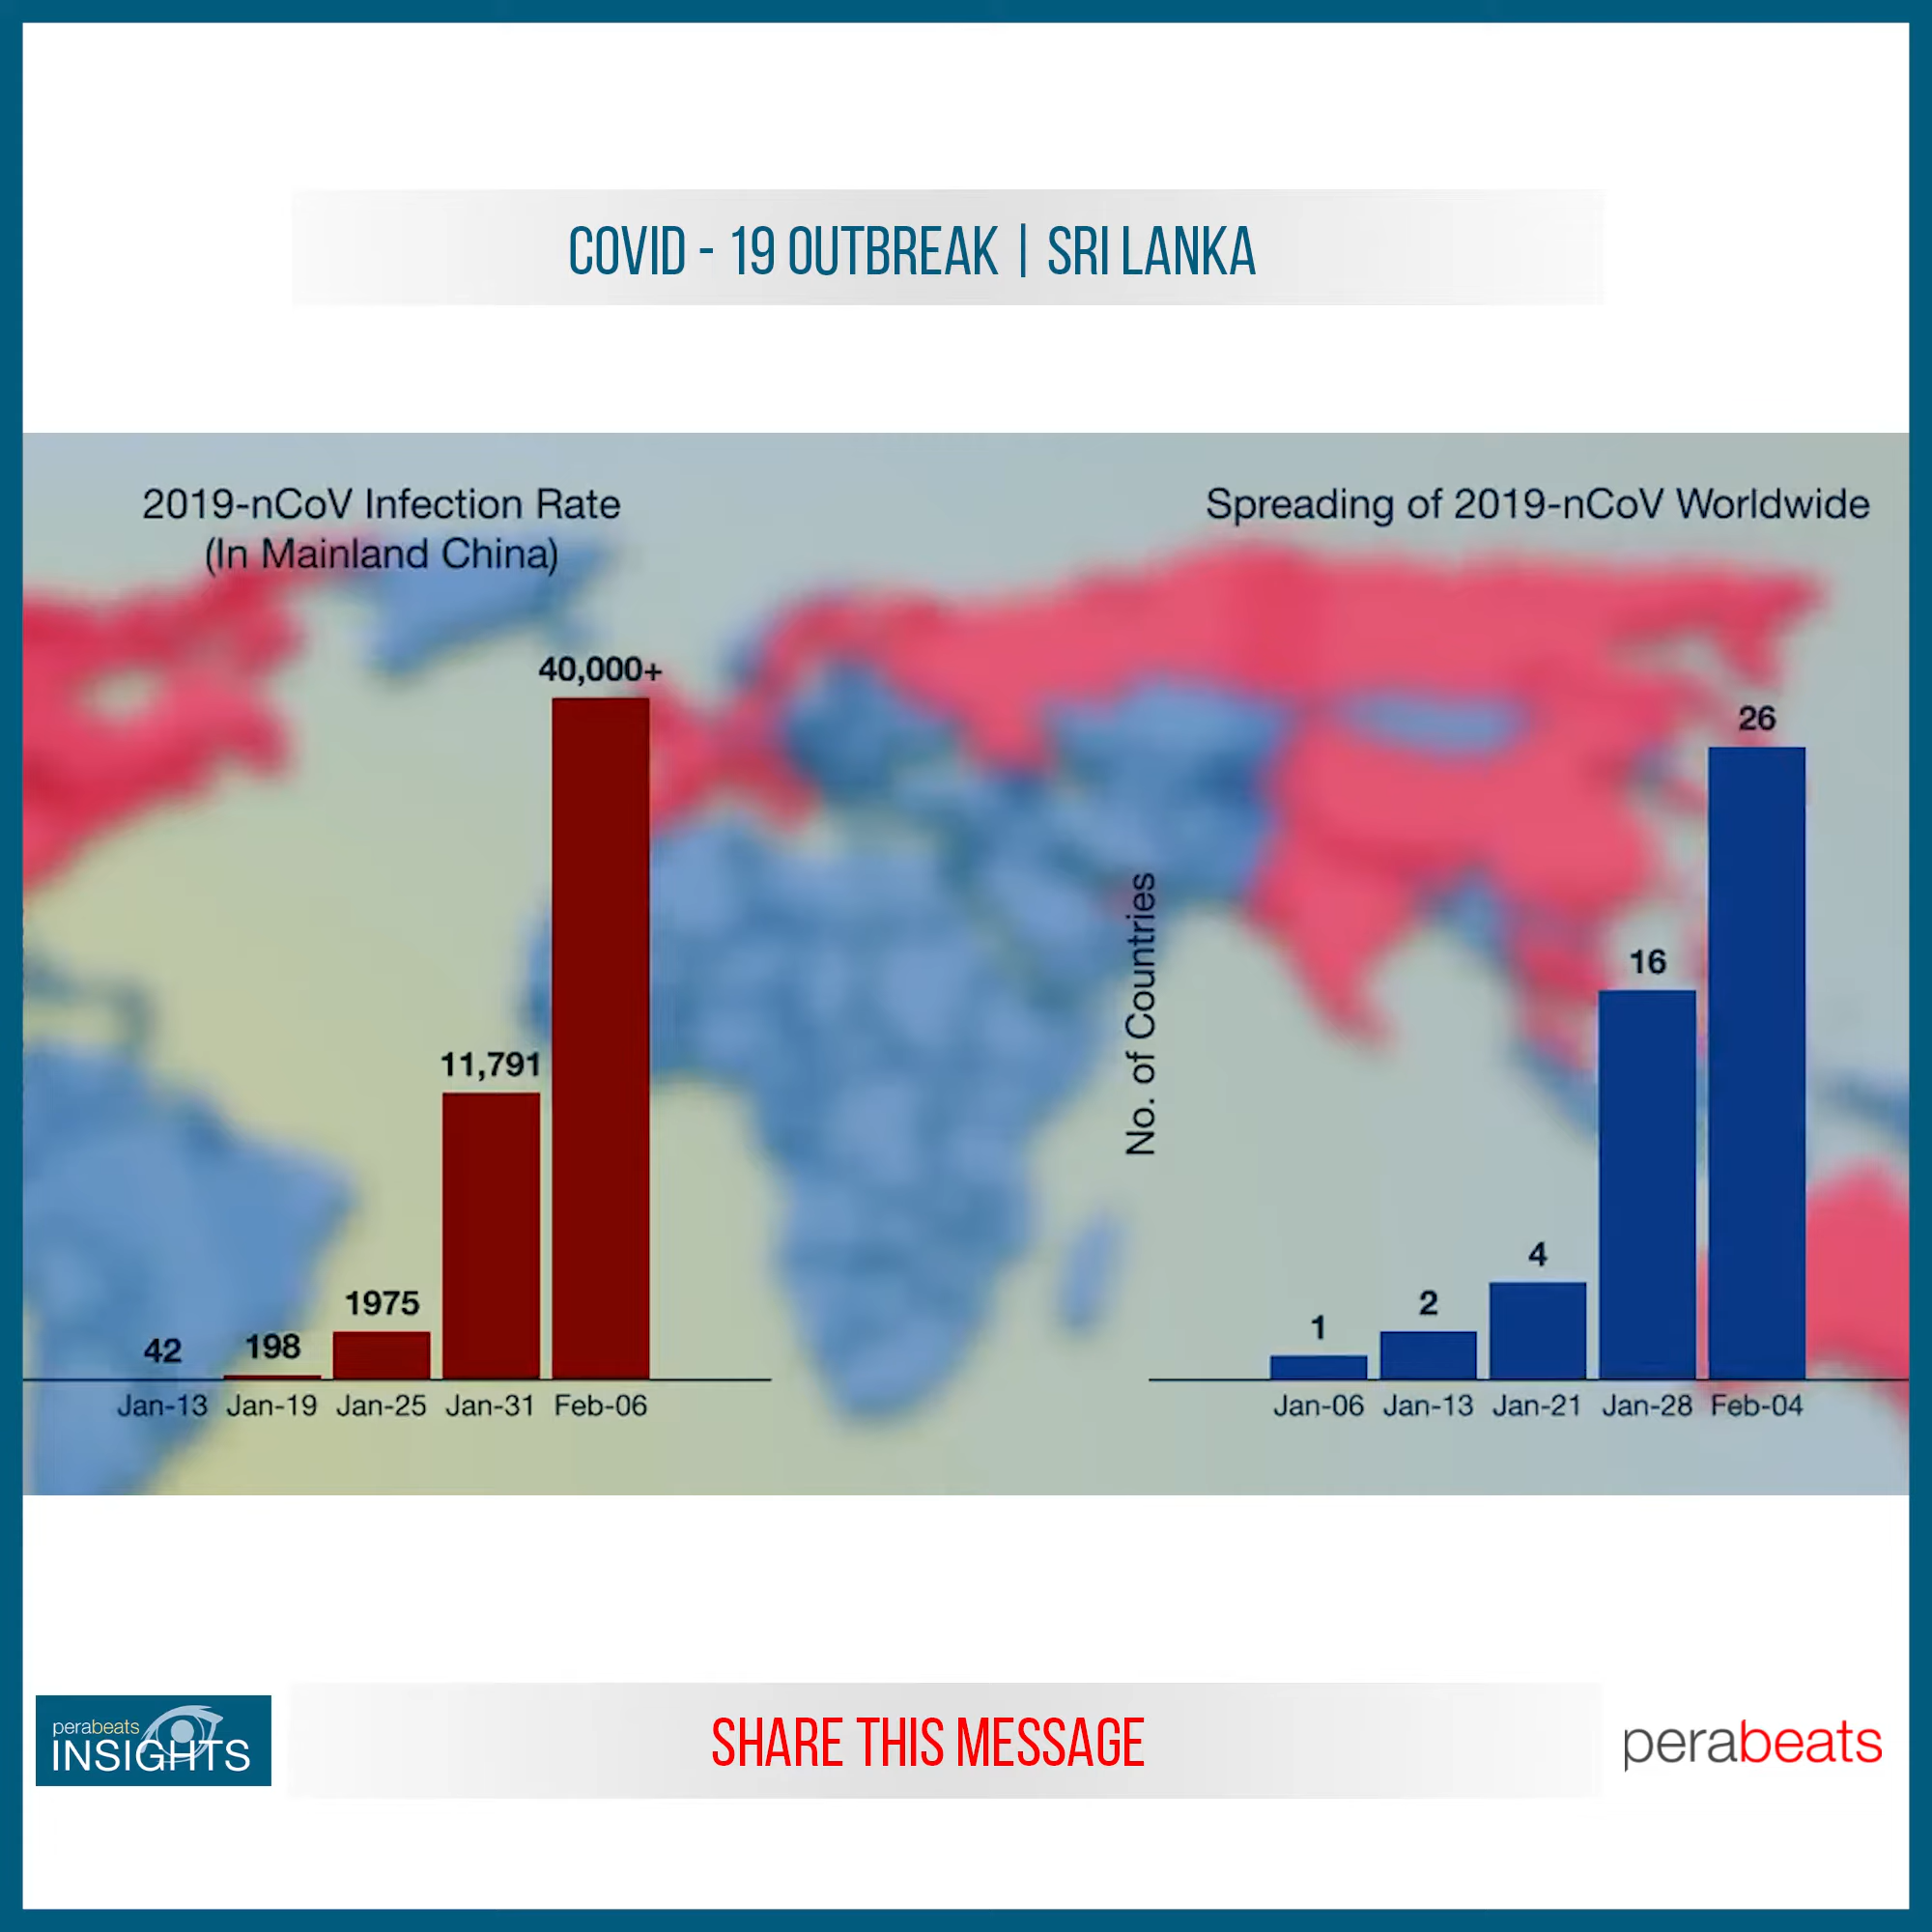 COVID - 19 OUTBREAK | SRI LANKA
2019-nCoV Infection Rate
(In Mainland China)
40,000+
11,791
1975
198
42
Jan-13 Jan-19 Jan-25 Jan-31 Feb-06
Spreading of 2019-nCoV Worldwide
No. of Countries
26
16
4
2
1
Jan-06 Jan-13 Jan-21 Jan-28 Feb-04
perabeats
INSIGHTS
SHARE THIS MESSAGE
perabeats